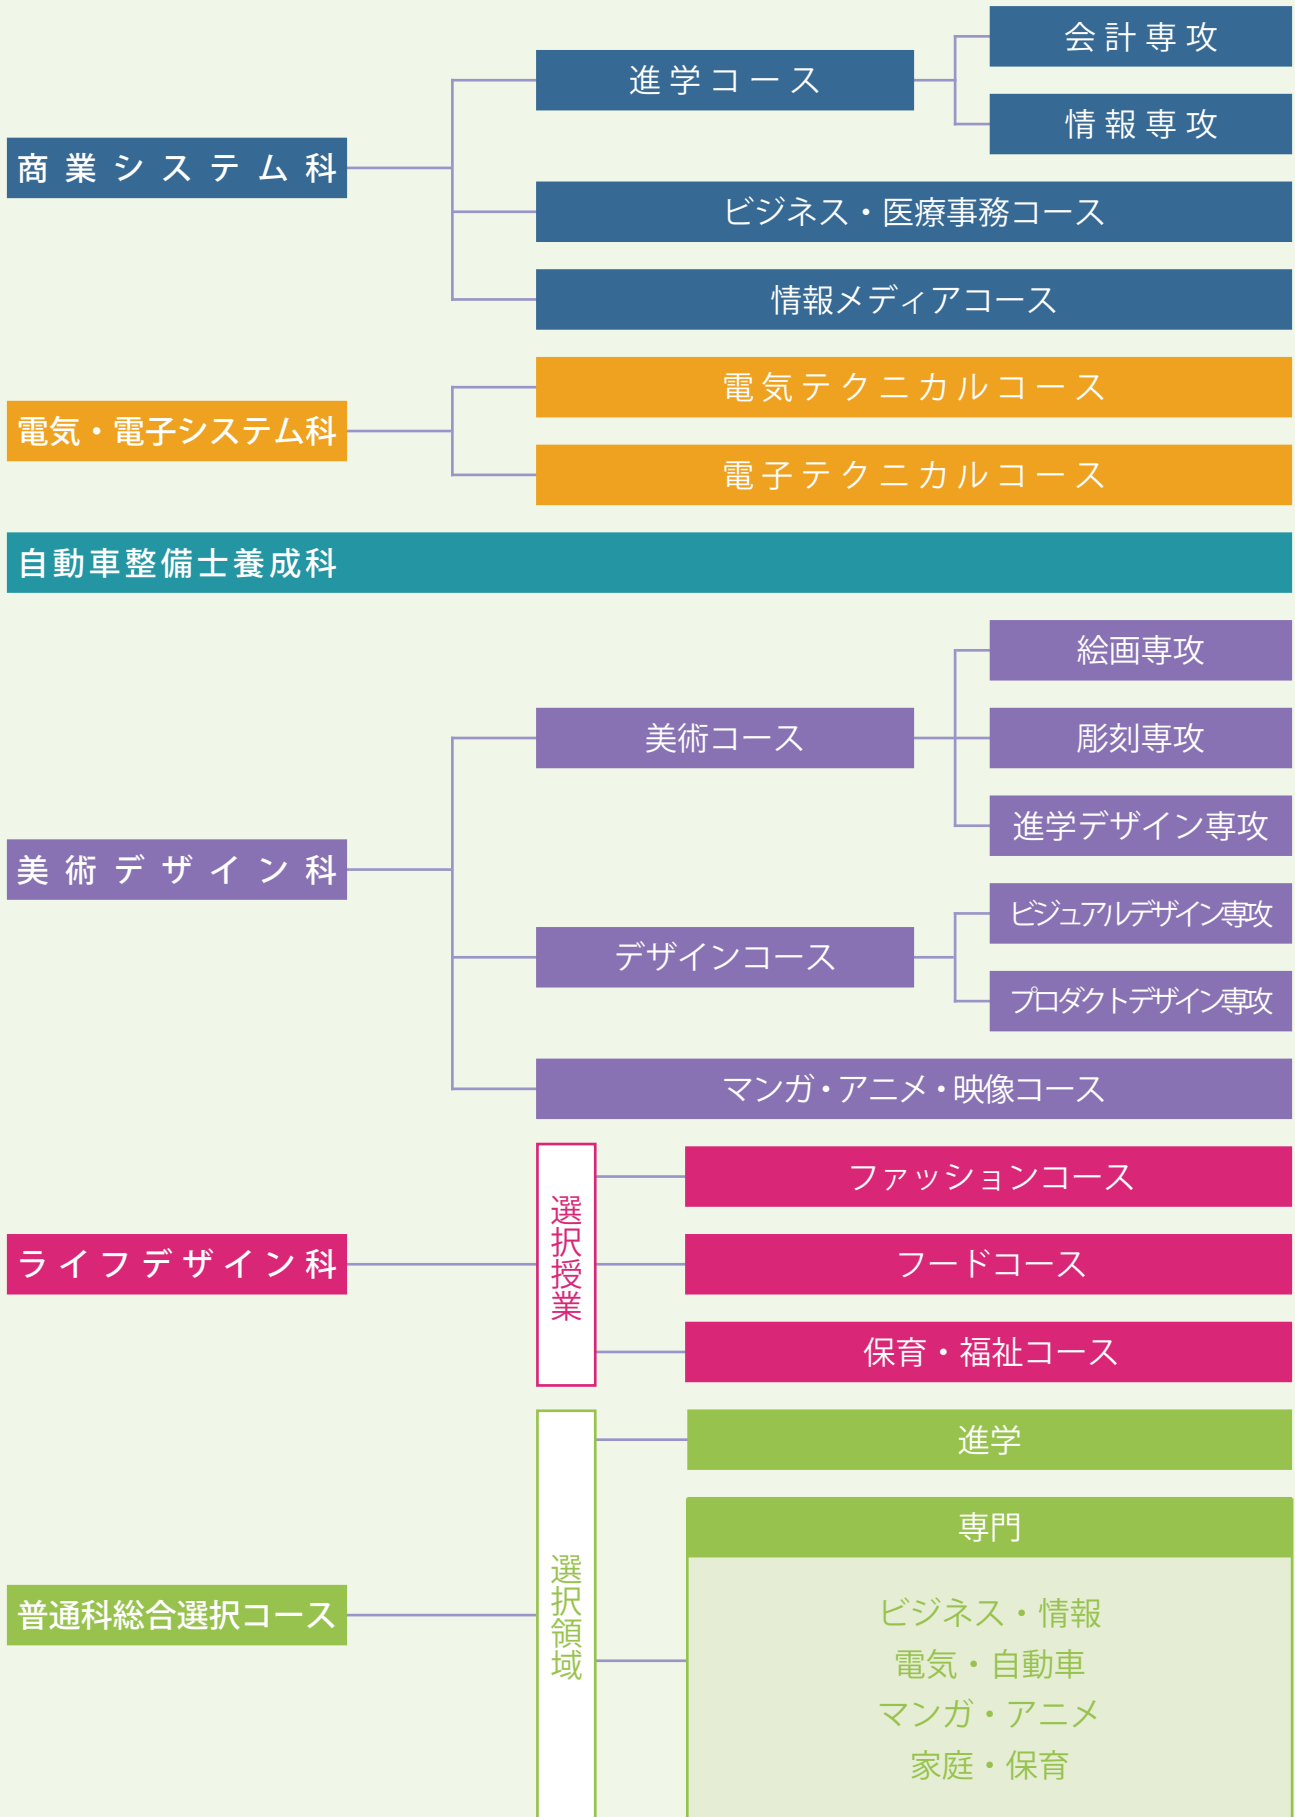 商業システム科
進学コース
会計専攻
情報専攻
ビジネス・医療事務コース
情報メディアコース
電気・電子システム科
電気テクニカルコース
電子テクニカルコース
自動車整備士養成科
美術デザイン科
美術コース
絵画専攻
彫刻専攻
進学デザイン専攻
デザインコース
ビジュアルデザイン専攻
プロダクトデザイン専攻
マンガ・アニメ・映像コース
ライフデザイン科
選択授業
ファッションコース
フードコース
保育・福祉コース
普通科総合選択コース
選択領域
進学
専門
ビジネス・情報
電気・自動車
マンガ・アニメ
家庭・保育